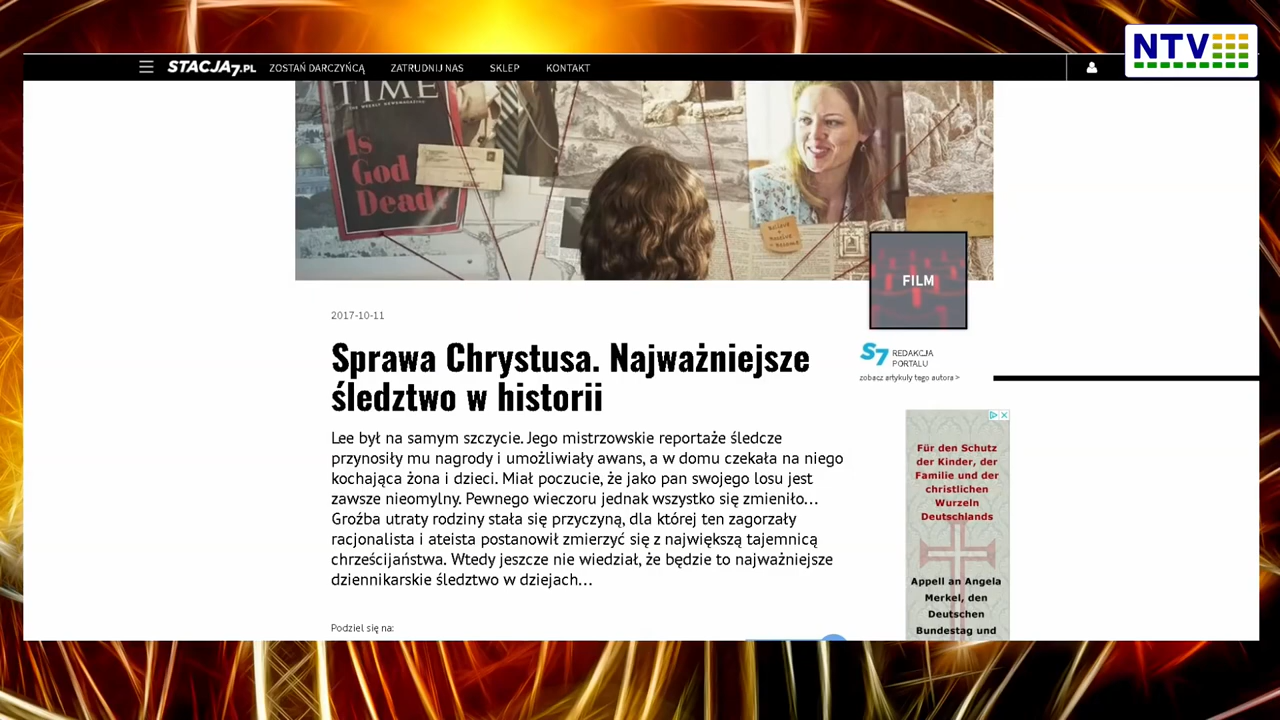 NTV
STACJA7.PL ZOSTAŃ DARCZYŃCĄ ZATRUDNIJ NAS SKLEP KONTAKT
TIME
THE WEEKLY NEWSMAGAZINE
Is
God
Dead?
FILM
2017-10-11
Sprawa Chrystusa. Najważniejsze
śledztwo w historii
S7 REDAKCJA
PORTALU
zobacz artykuły tego autora >
Lee był na samym szczycie. Jego mistrzowskie reportaże śledcze
przynosiły mu nagrody i umożliwiały awans, a w domu czekała na niego
kochająca żona i dzieci. Miał poczucie, że jako pan swojego losu jest
zawsze nieomylny. Pewnego wieczoru jednak wszystko się zmieniło…
Groźba utraty rodziny stała się przyczyną, dla której ten zagorzały
racjonalista i ateista postanowił zmierzyć się z największą tajemnicą
chrześcijaństwa. Wtedy jeszcze nie wiedział, że będzie to najważniejsze
dziennikarskie śledztwo w dziejach…
Podziel się na:
Für den Schutz
der Kinder, der
Familie und der
christlichen
Wurzeln
Deutschlands
Appell an Angela
Merkel, den
Deutschen
Bundestag und